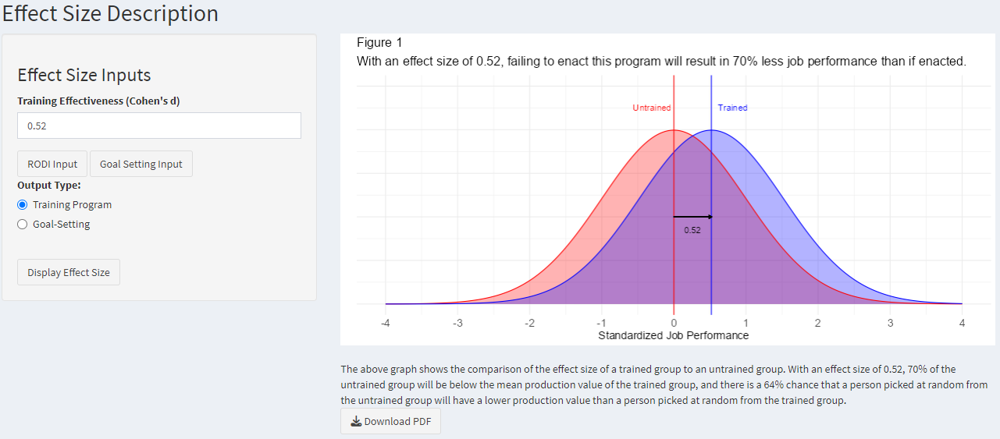 Effect Size Description
Effect Size Inputs
Training Effectiveness (Cohen's d)
0.52
RODI Input
Goal Setting Input
Output Type:
Training Program
Goal-Setting
Display Effect Size
Figure 1
With an effect size of 0.52, failing to enact this program will result in 70% less job performance than if enacted.
Untrained
Trained
0.52
-4 -3 -2 -1 0 1 2 3 4
Standardized Job Performance
The above graph shows the comparison of the effect size of a trained group to an untrained group. With an effect size of 0.52, 70% of the
untrained group will be below the mean production value of the trained group, and there is a 64% chance that a person picked at random from
the untrained group will have a lower production value than a person picked at random from the trained group.
Download PDF